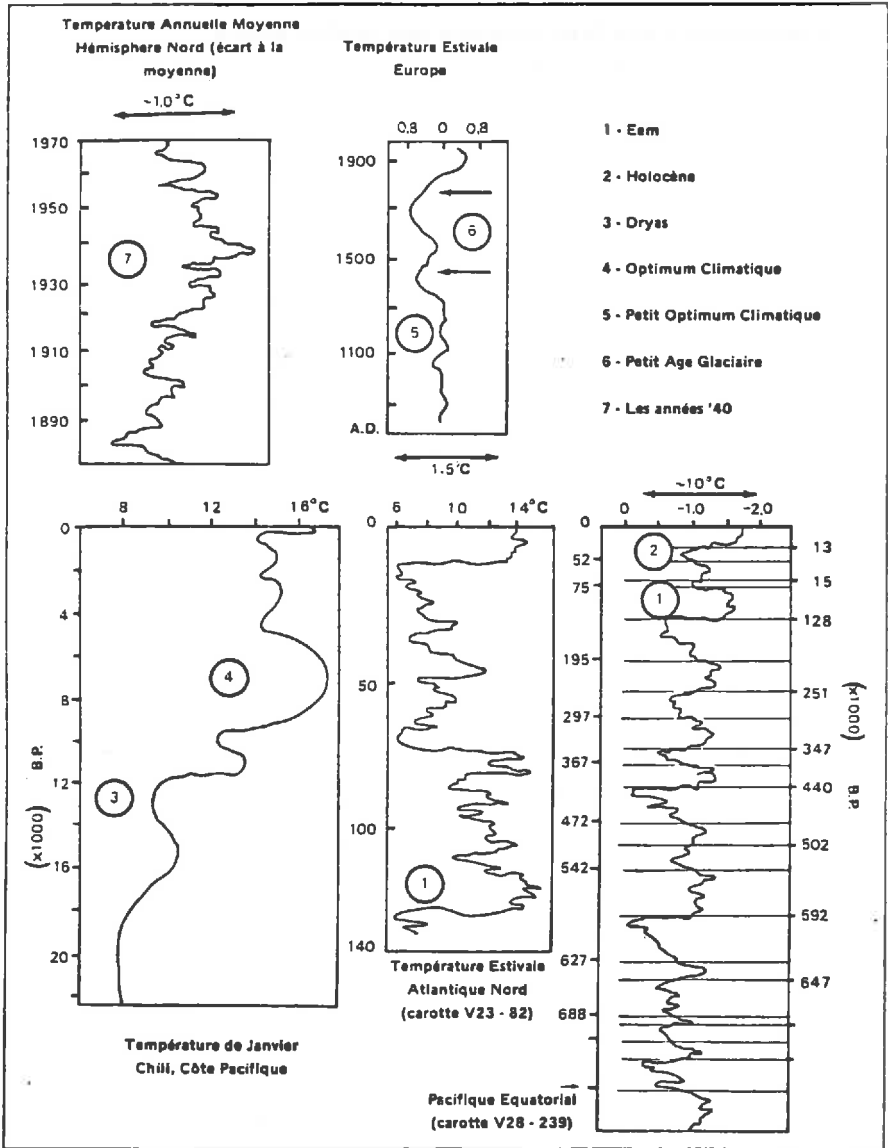 Température Annuelle Moyenne
Hémisphere Nord (écart à la
moyenne)
~1.0°C
1970
1950
1930
1910
1890
7
Température Estivale
Europe
0,8 0 0,8
1900
1500
1100
A.D.
6
5
1.5°C
1 - Eem
2 - Holocène
3 - Dryas
4 - Optimum Climatique
5 - Petit Optimum Climatique
6 - Petit Age Glaciaire
7 - Les années '40
8 12 16°C
0
4
8
12
16
20
B.P.
(x1000)
4
3
Température de Janvier
Chili, Côte Pacifique
6 10 14°C
0
50
100
140
1
Température Estivale
Atlantique Nord
(carotte V23 - 82)
~10°C
0 -1.0 -2,0
0
52
75
195
297
367
472
542
627
688
2
1
13
15
128
251
347
440
502
592
647
(x1000)
B.P.
Pacifique Equatorial
(carotte V28 - 239)